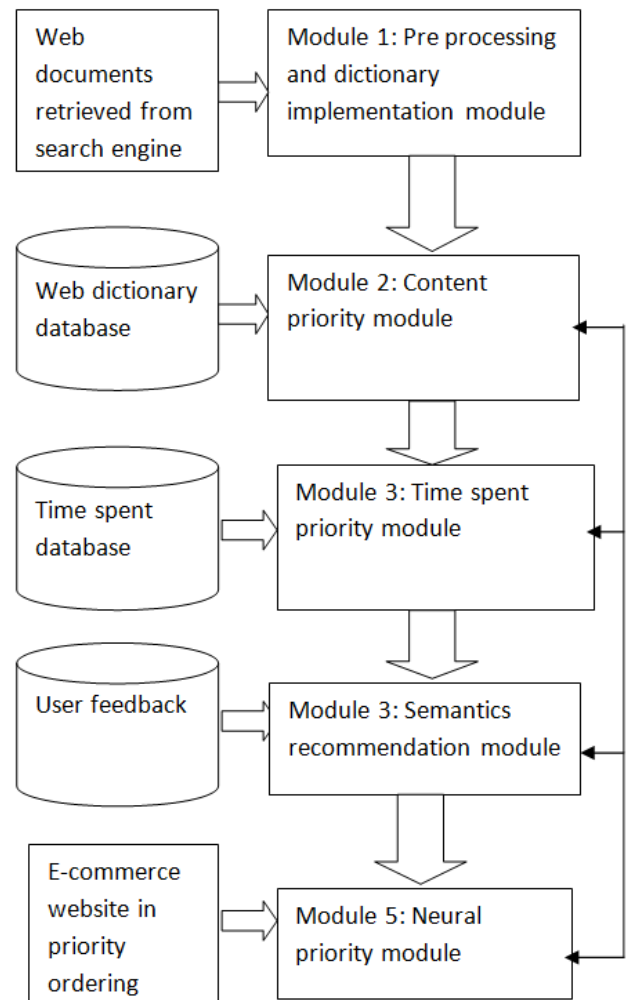 Web
documents
retrieved from
search engine
Module 1: Pre processing
and dictionary
implementation module
Web dictionary
database
Module 2: Content
priority module
Time spent
database
Module 3: Time spent
priority module
User feedback
Module 3: Semantics
recommendation module
E-commerce
website in
priority
ordering
Module 5: Neural
priority module